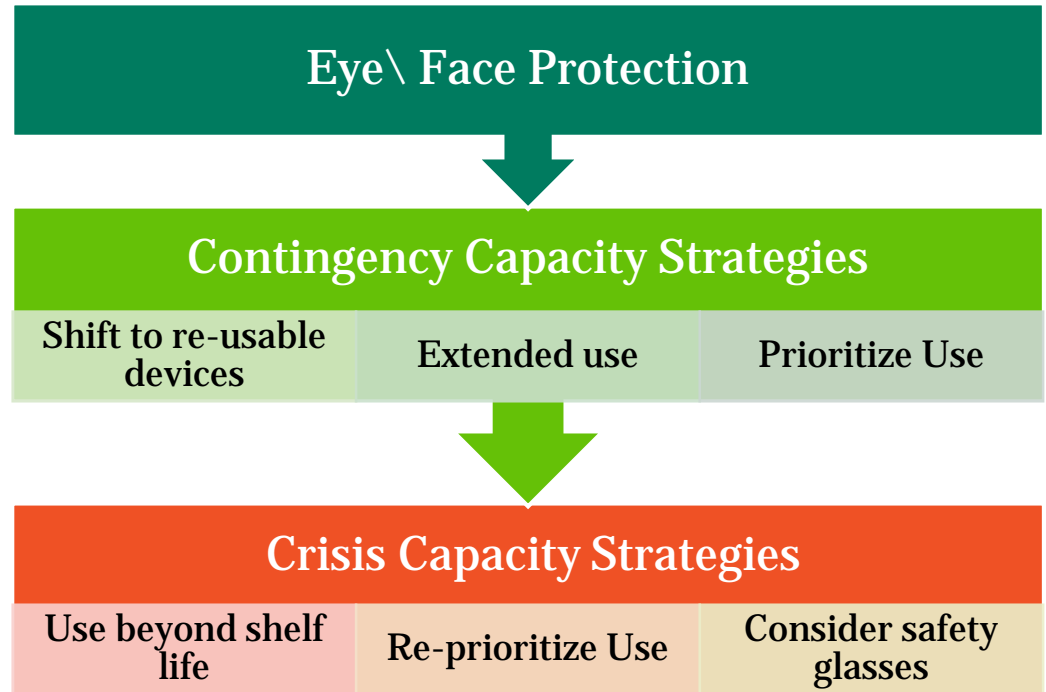 Eye\ Face Protection
Contingency Capacity Strategies
Shift to re-usable
devices
Extended use
Prioritize Use
Crisis Capacity Strategies
Use beyond shelf
life
Re-prioritize Use
Consider safety
glasses